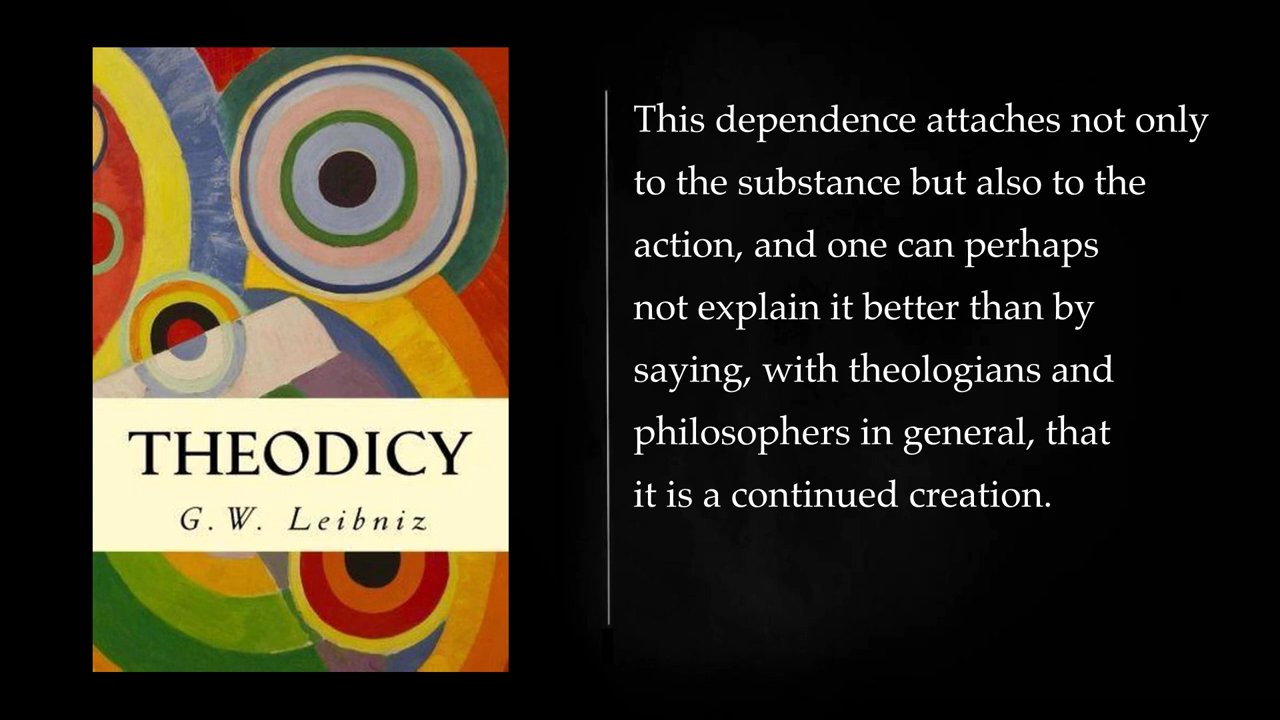 THEODICY
G. W. Leibniz
This dependence attaches not only
to the substance but also to the
action, and one can perhaps
not explain it better than by
saying, with theologians and
philosophers in general, that
it is a continued creation.